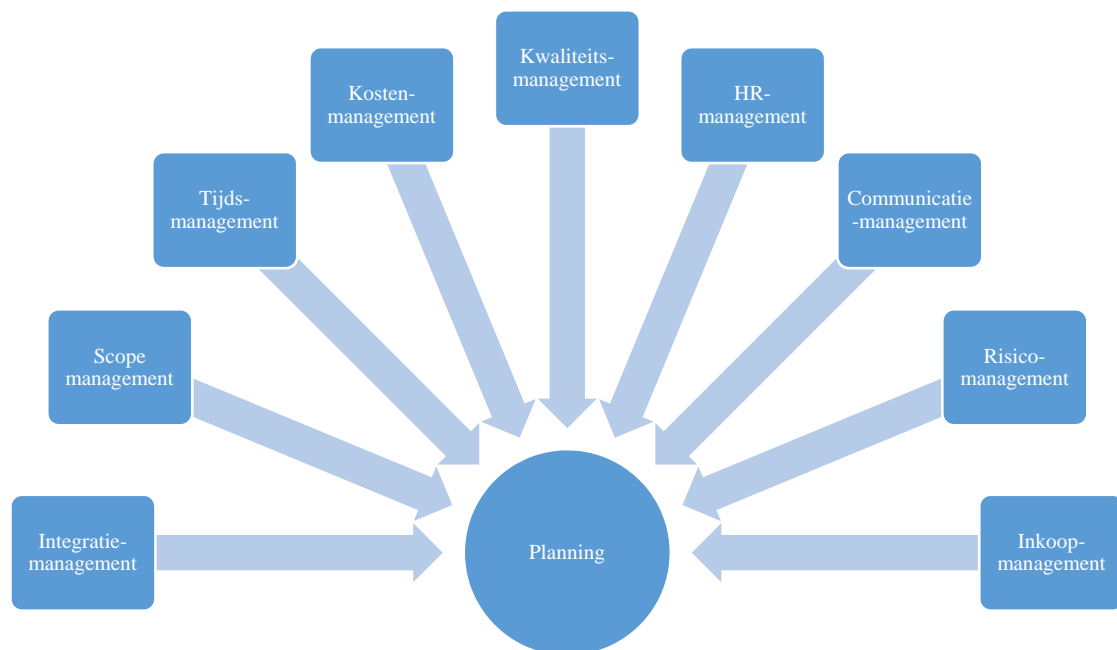 Kwaliteits-
management
Kosten-
management
HR-
management
Tijds-
management
Communicatie
-management
Scope
management
Risico-
management
Integratie-
management
Planning
Inkoop-
management